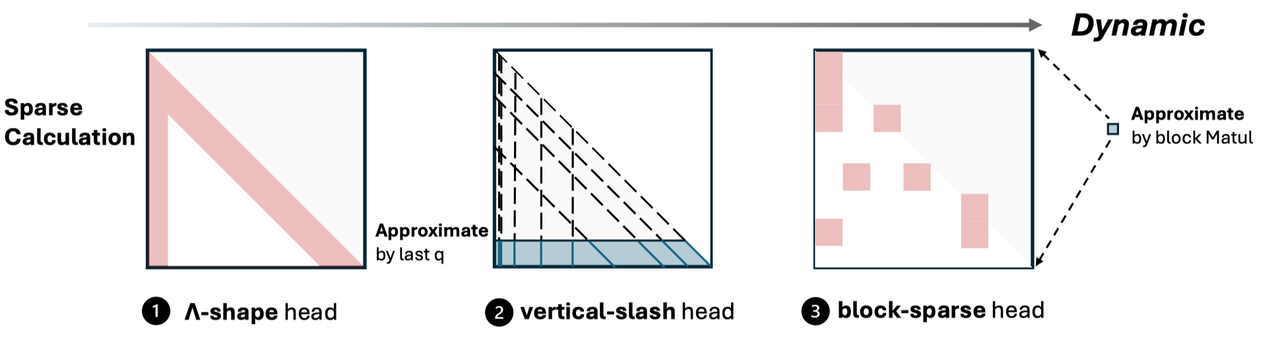 Dynamic
Sparse
Calculation
Approximate
by last q
Approximate
by block Matul
1 Λ-shape head
2 vertical-slash head
3 block-sparse head